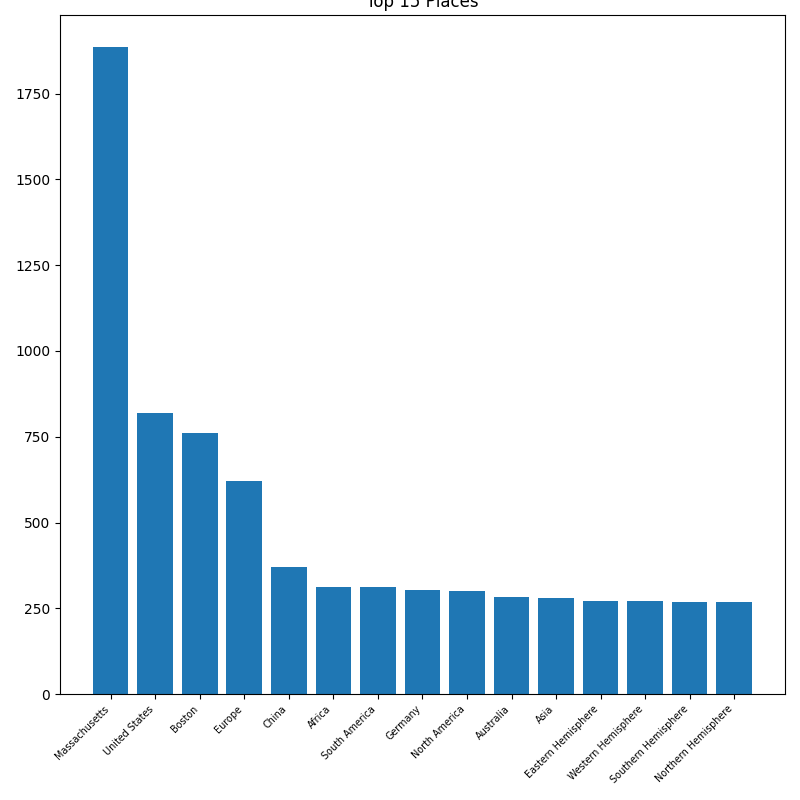 Top 15 Places
1750
1500
1250
1000
750
500
250
0
Massachusetts
United States
Boston
Europe
China
Africa
South America
Germany
North America
Australia
Asia
Eastern Hemisphere
Western Hemisphere
Southern Hemisphere
Northern Hemisphere